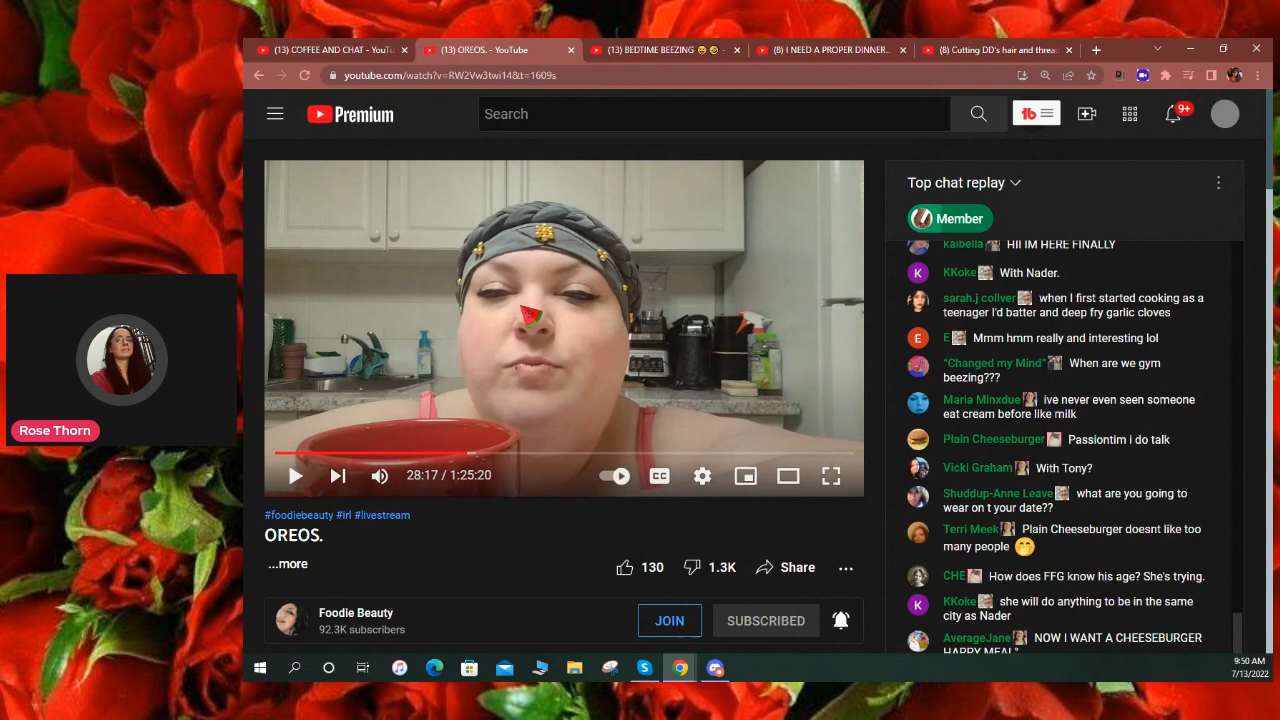 (13) COFFEE AND CHAT - YouTu
(13) OREOS. - YouTube
(13) BEDTIME BEEZING 😆🤪 -
(8) I NEED A PROPER DINNER..
(8) Cutting DD's hair and threa
youtube.com/watch?v=RW2Vw3twi14&t=1609s
Premium
Search
9+
Top chat replay
Member
kaibella HII IM HERE FINALLY
KKoke With Nader.
sarah.j collver when I first started cooking as a
teenager I'd batter and deep fry garlic cloves
E Mmm hmm really and interesting lol
"Changed my Mind" When are we gym
beezing???
Maria Minxdue ive never even seen someone
eat cream before like milk
Plain Cheeseburger Passiontim i do talk
Vicki Graham With Tony?
Shuddup-Anne Leave what are you going to
wear on t your date??
Terri Meek Plain Cheeseburger doesnt like too
many people 🤭
CHE How does FFG know his age? She's trying.
KKoke she will do anything to be in the same
city as Nader
AverageJane NOW I WANT A CHEESEBURGER
HAPPY MEAL*
Rose Thorn
28:17 / 1:25:20
CC
#foodiebeauty #irl #livestream
OREOS.
...more
130
1.3K
Share
Foodie Beauty
92.3K subscribers
JOIN
SUBSCRIBED
9:50 AM
7/13/2022